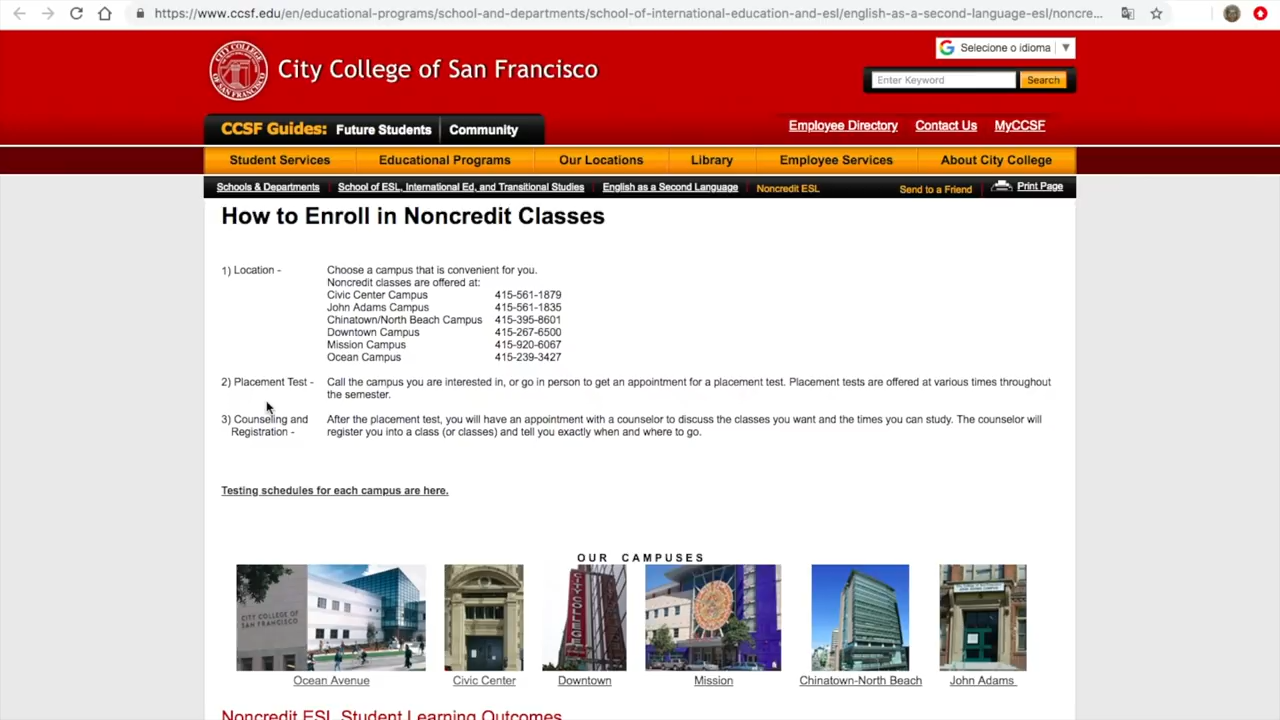 https://www.ccsf.edu/en/educational-programs/school-and-departments/school-of-international-education-and-esl/english-as-a-second-language-esl/noncre...
City College of San Francisco
Selecione o idioma
Enter Keyword
Search
CCSF Guides: Future Students Community
Employee Directory Contact Us MyCCSF
Student Services Educational Programs Our Locations Library Employee Services About City College
Schools & Departments School of ESL, International Ed, and Transitional Studies English as a Second Language Noncredit ESL Send to a Friend Print Page
How to Enroll in Noncredit Classes
1) Location - Choose a campus that is convenient for you.
Noncredit classes are offered at:
Civic Center Campus 415-561-1879
John Adams Campus 415-561-1835
Chinatown/North Beach Campus 415-395-8601
Downtown Campus 415-267-6500
Mission Campus 415-920-6067
Ocean Campus 415-239-3427
2) Placement Test - Call the campus you are interested in, or go in person to get an appointment for a placement test. Placement tests are offered at various times throughout
the semester.
3) Counseling and After the placement test, you will have an appointment with a counselor to discuss the classes you want and the times you can study. The counselor will
Registration - register you into a class (or classes) and tell you exactly when and where to go.
Testing schedules for each campus are here.
OUR CAMPUSES
CITY COLLEGE OF
SAN FRANCISCO
CITY COLLEGE
Ocean Avenue Civic Center Downtown Mission Chinatown-North Beach John Adams
Noncredit ESL Student Learning Outcomes